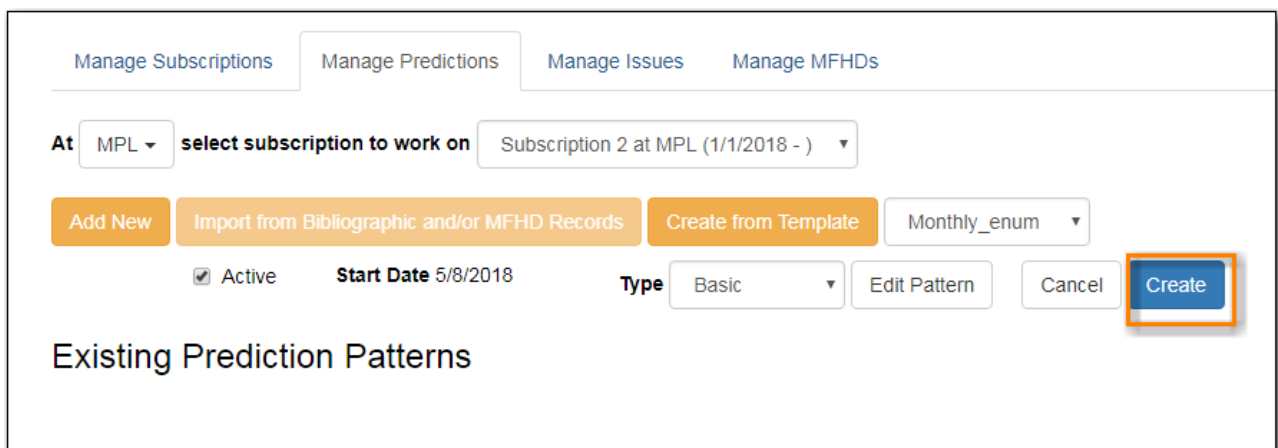 Manage Subscriptions Manage Predictions Manage Issues Manage MFHDs
At MPL select subscription to work on Subscription 2 at MPL (1/1/2018 - )
Add New Import from Bibliographic and/or MFHD Records Create from Template Monthly_enum
Active Start Date 5/8/2018 Type Basic Edit Pattern Cancel Create
Existing Prediction Patterns